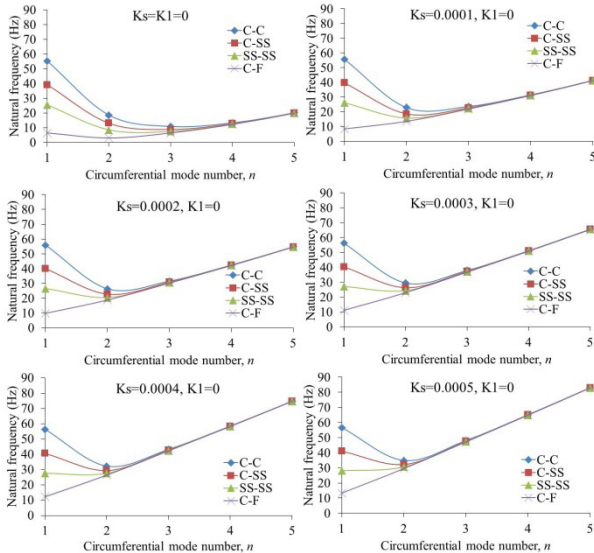 Ks=K1=0
Natural frequency (Hz)
90
80
70
60
50
40
30
20
10
0
1 2 3 4 5
Circumferential mode number, n
C-C
C-SS
SS-SS
C-F
Ks=0.0001, K1=0
Natural frequency (Hz)
90
80
70
60
50
40
30
20
10
0
1 2 3 4 5
Circumferential mode number, n
C-C
C-SS
SS-SS
C-F
Ks=0.0002, K1=0
Natural frequency (Hz)
90
80
70
60
50
40
30
20
10
0
1 2 3 4 5
Circumferential mode number, n
C-C
C-SS
SS-SS
C-F
Ks=0.0003, K1=0
Natural frequency (Hz)
90
80
70
60
50
40
30
20
10
0
1 2 3 4 5
Circumferential mode number, n
C-C
C-SS
SS-SS
C-F
Ks=0.0004, K1=0
Natural frequency (Hz)
90
80
70
60
50
40
30
20
10
0
1 2 3 4 5
Circumferential mode number, n
C-C
C-SS
SS-SS
C-F
Ks=0.0005, K1=0
Natural frequency (Hz)
90
80
70
60
50
40
30
20
10
0
1 2 3 4 5
Circumferential mode number, n
C-C
C-SS
SS-SS
C-F